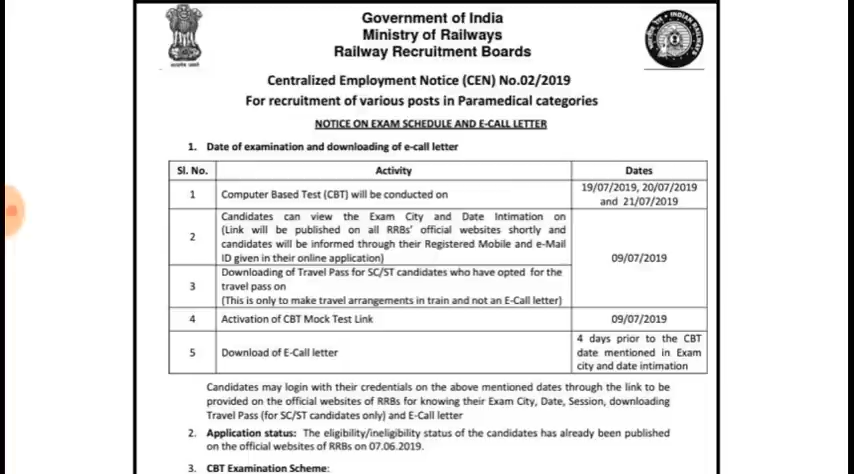 Government of India
Ministry of Railways
Railway Recruitment Boards
Centralized Employment Notice (CEN) No.02/2019
For recruitment of various posts in Paramedical categories
NOTICE ON EXAM SCHEDULE AND E-CALL LETTER
1. Date of examination and downloading of e-call letter
Sl. No. Activity Dates
1 Computer Based Test (CBT) will be conducted on 19/07/2019, 20/07/2019
and 21/07/2019
2 Candidates can view the Exam City and Date Intimation on
(Link will be published on all RRBs' official websites shortly and
candidates will be informed through their Registered Mobile and e-Mail
ID given in their online application)
09/07/2019
3 Downloading of Travel Pass for SC/ST candidates who have opted for the
travel pass on
(This is only to make travel arrangements in train and not an E-Call letter)
4 Activation of CBT Mock Test Link 09/07/2019
5 Download of E-Call letter 4 days prior to the CBT
date mentioned in Exam
city and date intimation
Candidates may login with their credentials on the above mentioned dates through the link to be
provided on the official websites of RRBs for knowing their Exam City, Date, Session, downloading
Travel Pass (for SC/ST candidates only) and E-Call letter
2. Application status: The eligibility/ineligibility status of the candidates has already been published
on the official websites of RRBs on 07.06.2019.
3. CBT Examination Scheme: